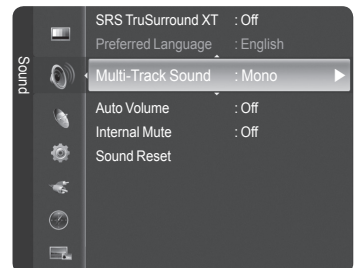 Sound
SRS TruSurround XT : Off
Preferred Language : English
Multi-Track Sound : Mono
Auto Volume : Off
Internal Mute : Off
Sound Reset